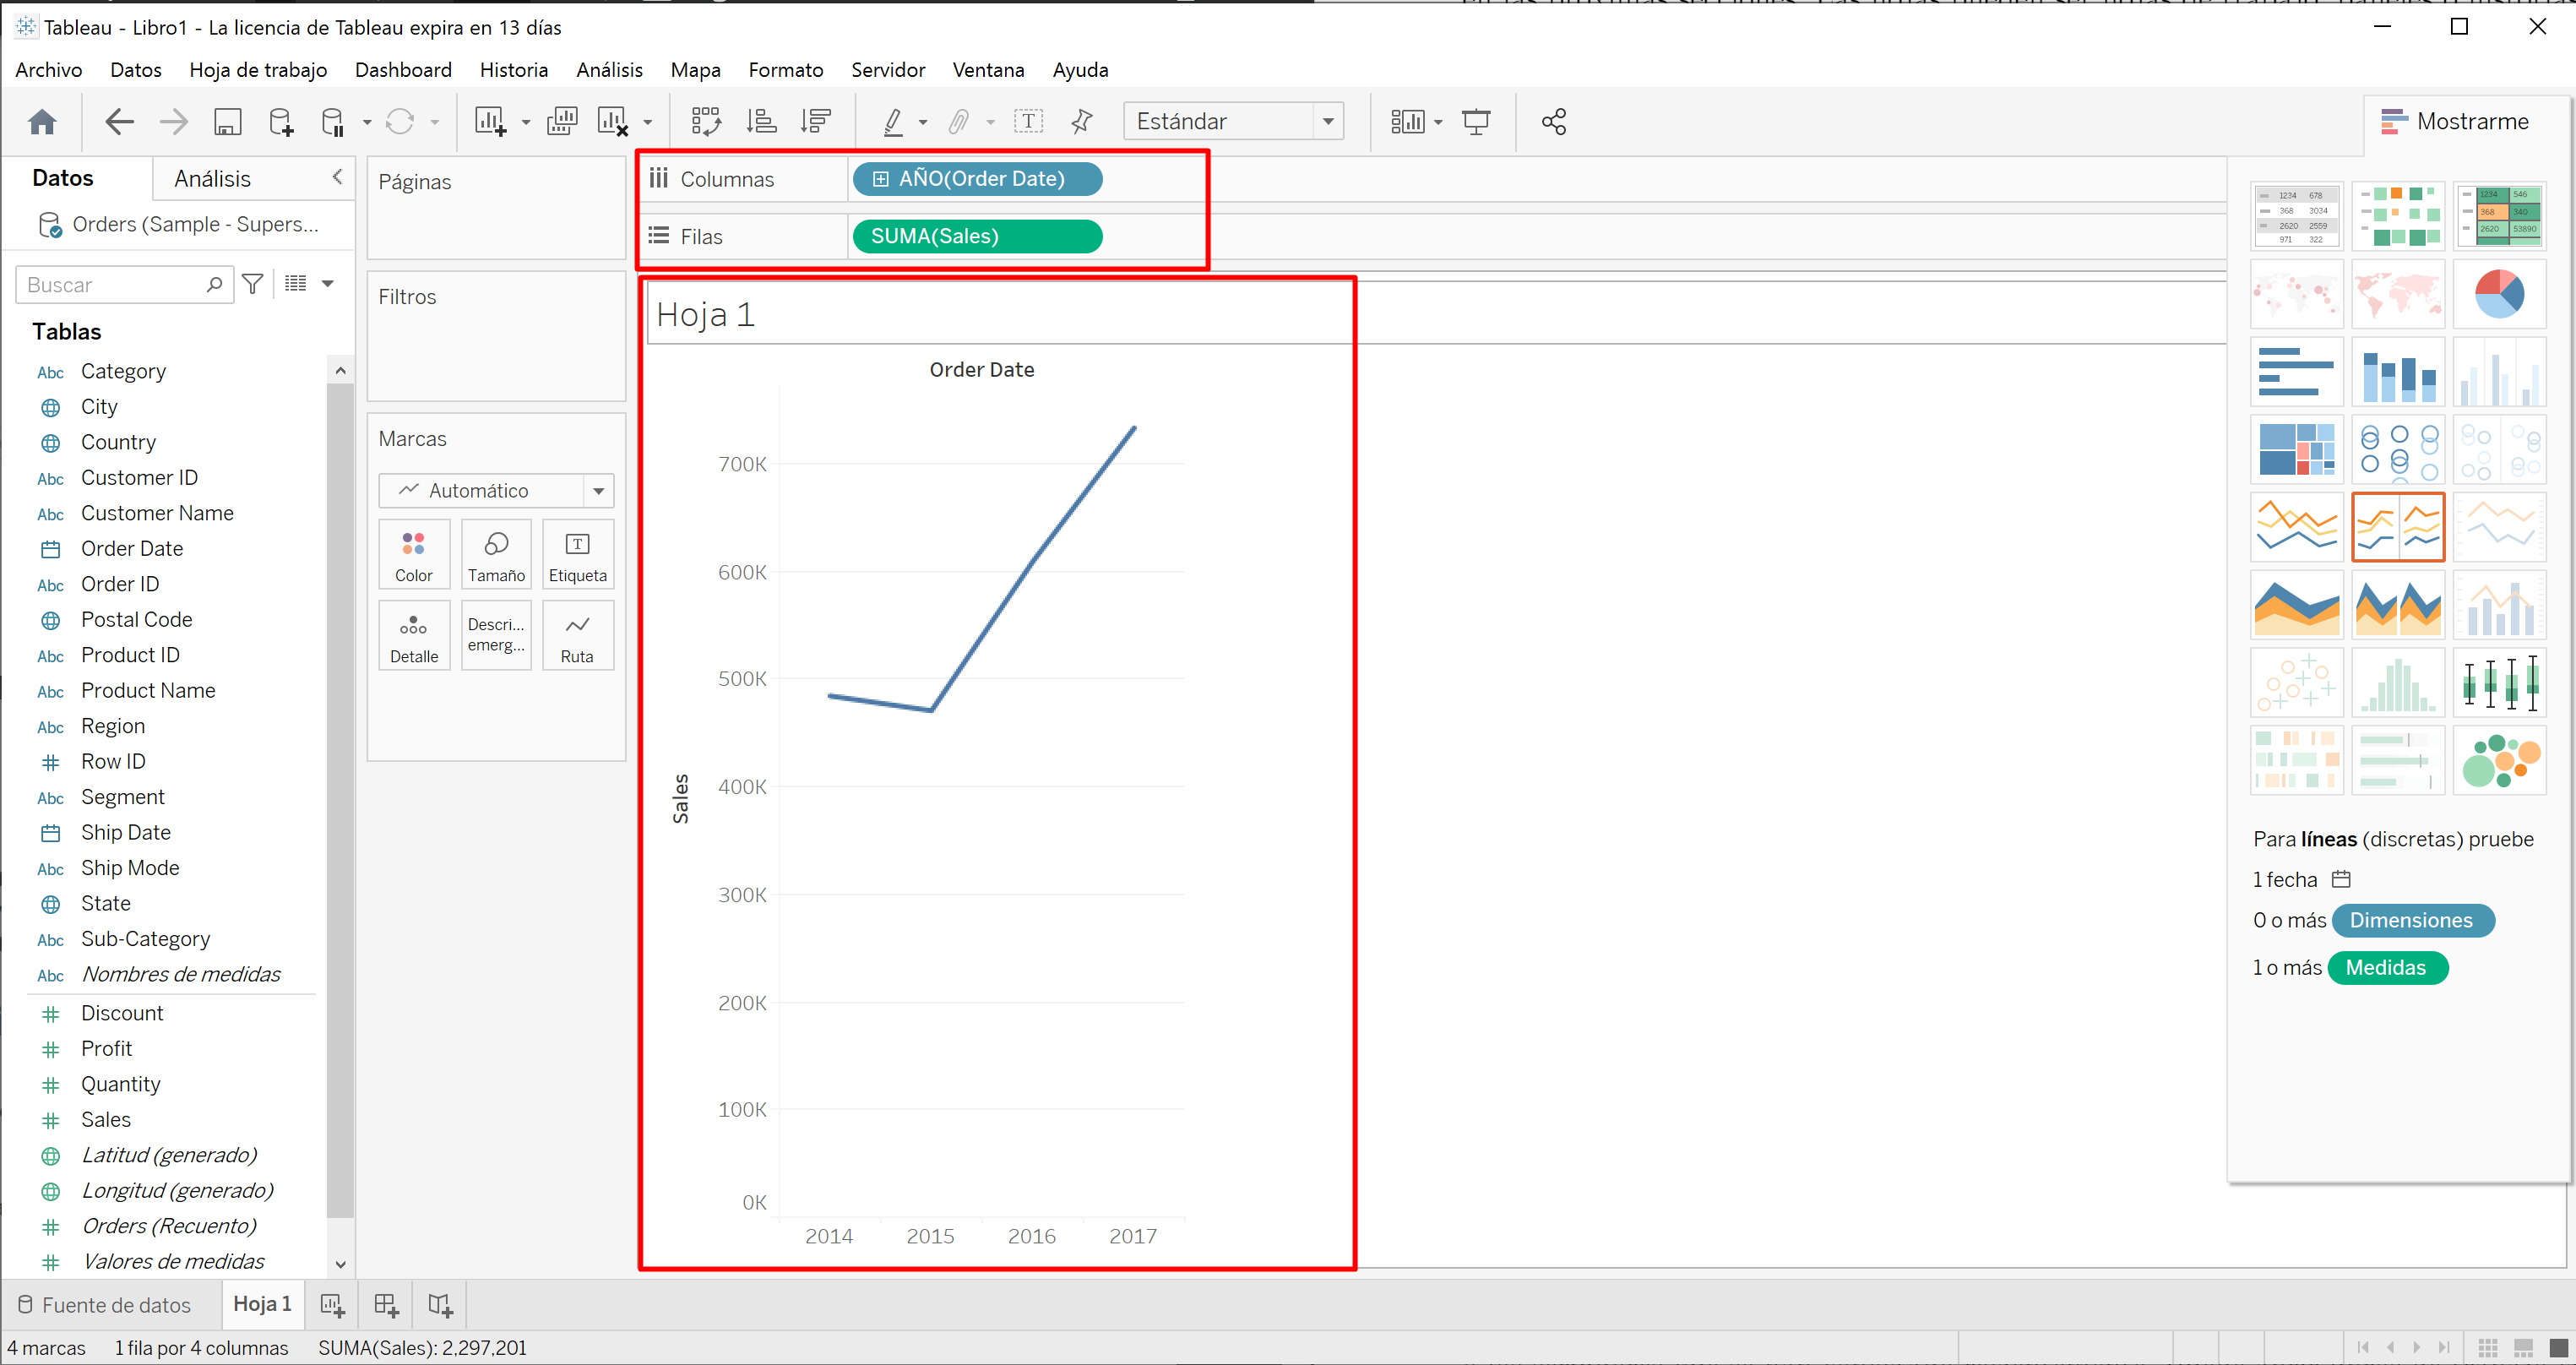 Tableau - Libro1 - La licencia de Tableau expira en 13 días
Archivo Datos Hoja de trabajo Dashboard Historia Análisis Mapa Formato Servidor Ventana Ayuda
Estándar
Mostrarme
Datos Análisis
Orders (Sample - Supers...
Buscar
Tablas
Abc Category
City
Country
Abc Customer ID
Abc Customer Name
Order Date
Abc Order ID
Postal Code
Abc Product ID
Abc Product Name
Abc Region
Row ID
Abc Segment
Ship Date
Abc Ship Mode
State
Abc Sub-Category
Abc Nombres de medidas
Discount
Profit
Quantity
Sales
Latitud (generado)
Longitud (generado)
Orders (Recuento)
Valores de medidas
Páginas
Filtros
Marcas
Automático
Color Tamaño Etiqueta
Detalle Descri... emerg... Ruta
Columnas AÑO(Order Date)
Filas SUMA(Sales)
Hoja 1
Order Date
Sales
700K
600K
500K
400K
300K
200K
100K
0K
2014 2015 2016 2017
1234 678
368 3034
2620 2559
971 322
1234 546
368 340
2620 53890
Para líneas (discretas) pruebe
1 fecha
0 o más Dimensiones
1 o más Medidas
Fuente de datos Hoja 1
4 marcas 1 fila por 4 columnas SUMA(Sales): 2,297,201